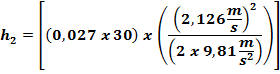 h₂ = [(0,027 x 30) x ((2,126 m/s)² / (2 x 9,81 m/s²))]